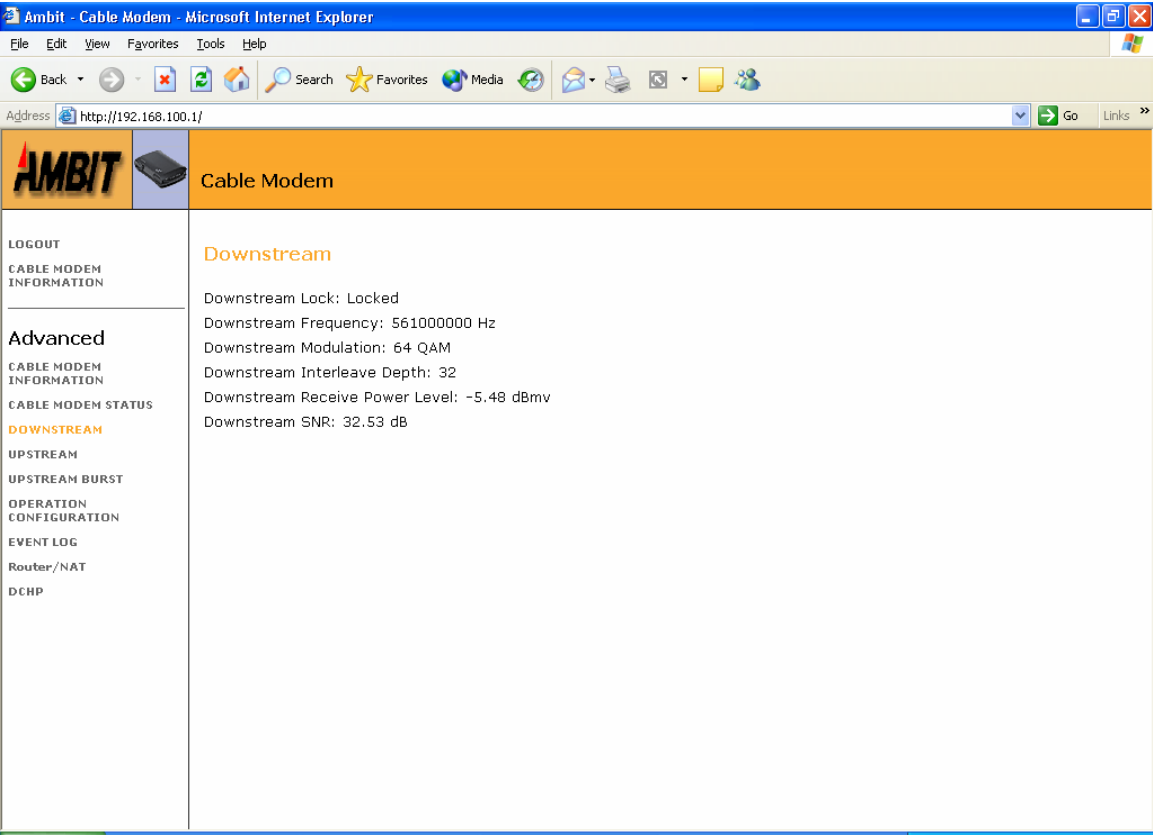 Ambit - Cable Modem - Microsoft Internet Explorer
File Edit View Favorites Tools Help
Back Search Favorites Media
Address http://192.168.100.1/ Go Links »
AMBIT Cable Modem
LOGOUT
CABLE MODEM
INFORMATION
Advanced
CABLE MODEM
INFORMATION
CABLE MODEM STATUS
DOWNSTREAM
UPSTREAM
UPSTREAM BURST
OPERATION
CONFIGURATION
EVENT LOG
Router/NAT
DCHP
Downstream
Downstream Lock: Locked
Downstream Frequency: 561000000 Hz
Downstream Modulation: 64 QAM
Downstream Interleave Depth: 32
Downstream Receive Power Level: -5.48 dBmv
Downstream SNR: 32.53 dB